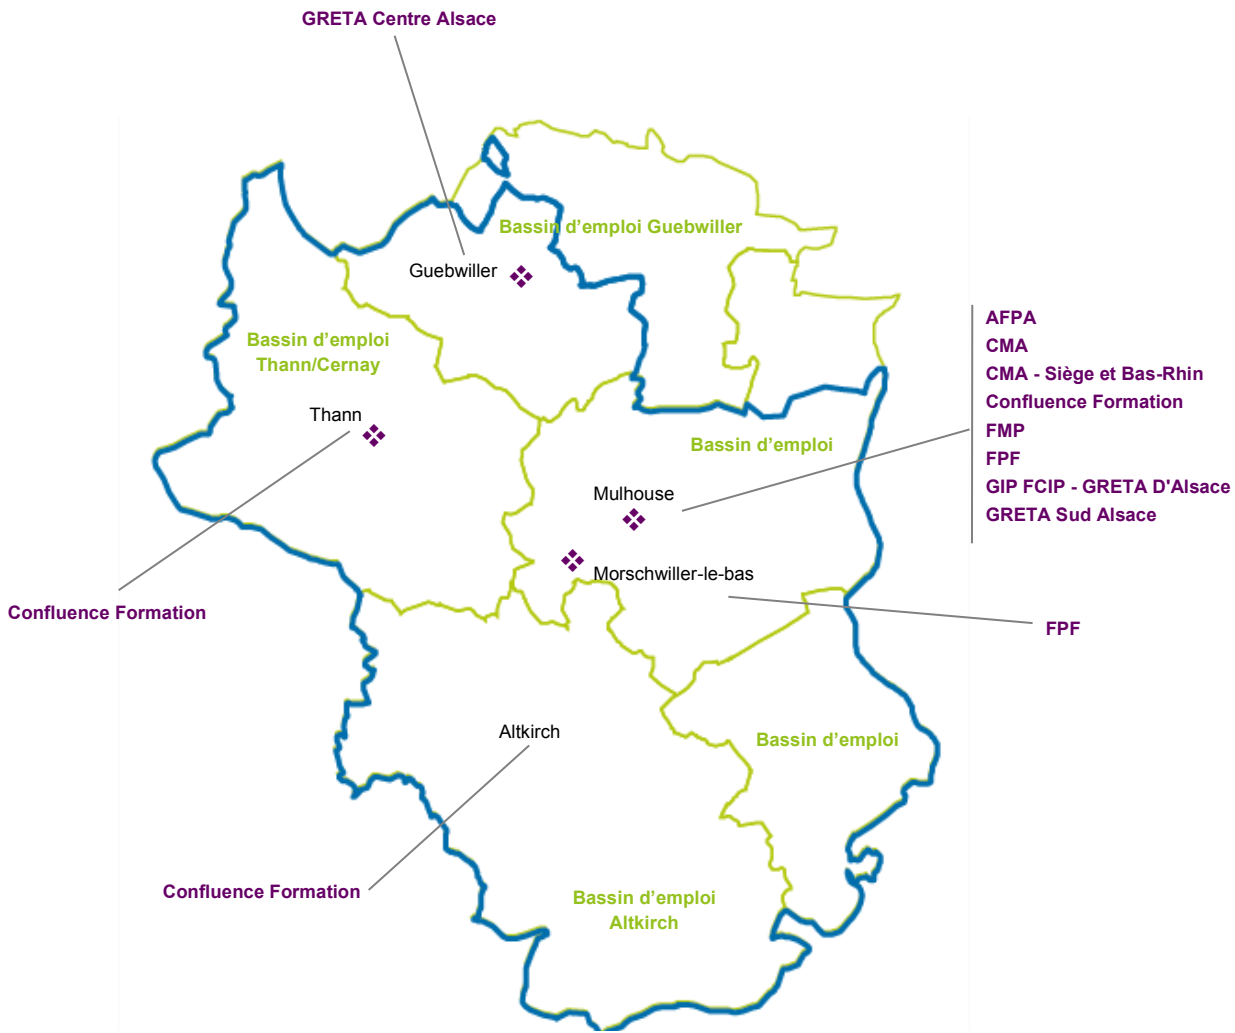 GRETA Centre Alsace
Bassin d'emploi Guebwiller
Guebwiller
Bassin d'emploi
Thann/Cernay
Thann
AFPA
CMA
CMA - Siège et Bas-Rhin
Confluence Formation
FMP
FPF
GIP FCIP - GRETA D'Alsace
GRETA Sud Alsace
Bassin d'emploi
Mulhouse
Morschwiller-le-bas
Confluence Formation
FPF
Altkirch
Bassin d'emploi
Confluence Formation
Bassin d'emploi
Altkirch